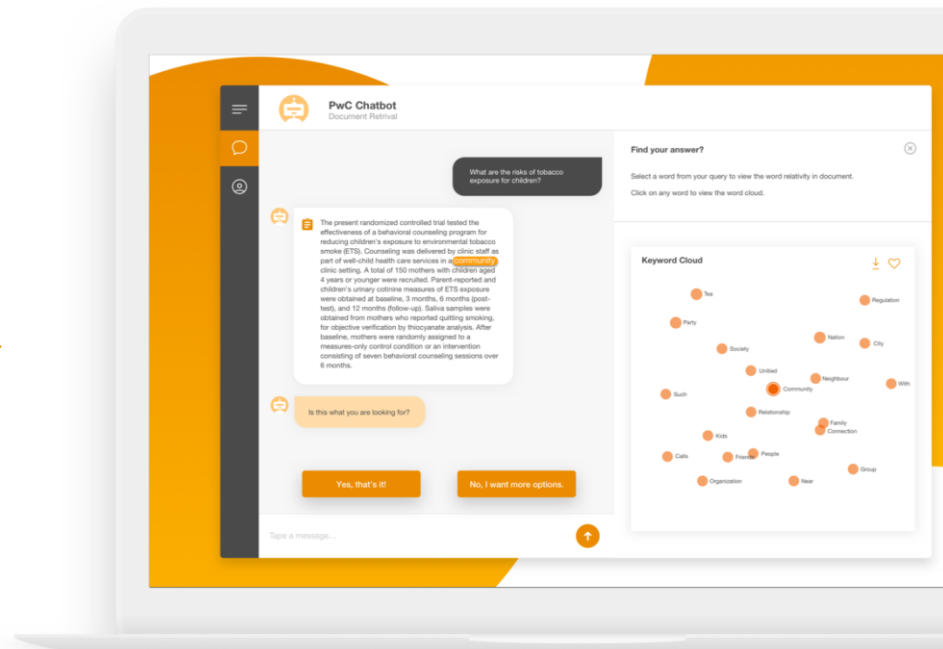 PwC Chatbot
Document Retrival
What are the risks of tobacco
exposure for children?
The present randomized controlled trial tested the
effectiveness of a behavioral counseling program for
reducing children's exposure to environmental tobacco
smoke (ETS). Counseling was delivered by clinic staff as
part of well-child health care services in a community
clinic setting. A total of 150 mothers with children aged
4 years or younger were recruited. Parent-reported and
children's urinary cotinine measures of ETS exposure
were obtained at baseline, 3 months, 6 months (post-
test), and 12 months (follow-up). Saliva samples were
obtained from mothers who reported quitting smoking,
for objective verification by thiocyanate analysis. After
baseline, mothers were randomly assigned to a
measures-only control condition or an intervention
consisting of seven behavioral counseling sessions over
6 months.
Is this what you are looking for?
Yes, that's it!
No, I want more options.
Tape a message...
Find your answer?
Select a word from your query to view the word relativity in document.
Click on any word to view the word cloud.
Keyword Cloud
Tea
Regulation
Party
Nation
City
Society
Unitied
Neighbour
With
Community
Such
Relationship
Family
Connection
Kids
Calls
Friends
People
Group
Organization
Near